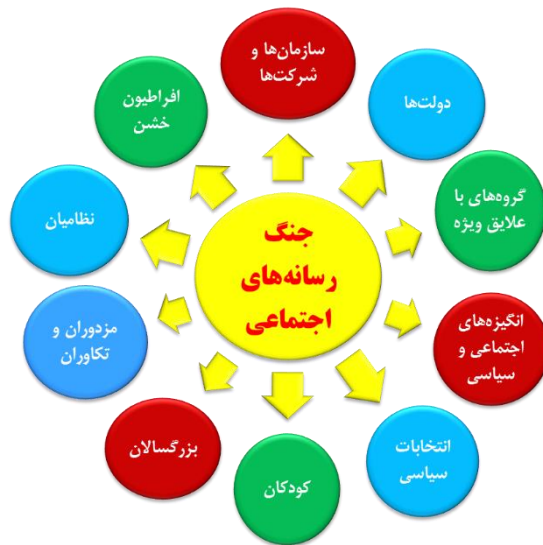 جنگ
رسانه‌های
اجتماعی
سازمان‌ها و
شرکت‌ها
دولت‌ها
گروه‌های با
علایق ویژه
انگیزه‌های
اجتماعی و
سیاسی
انتخابات
سیاسی
کودکان
بزرگسالان
مزدوران و
تکاوران
نظامیان
افراطیون
خشن